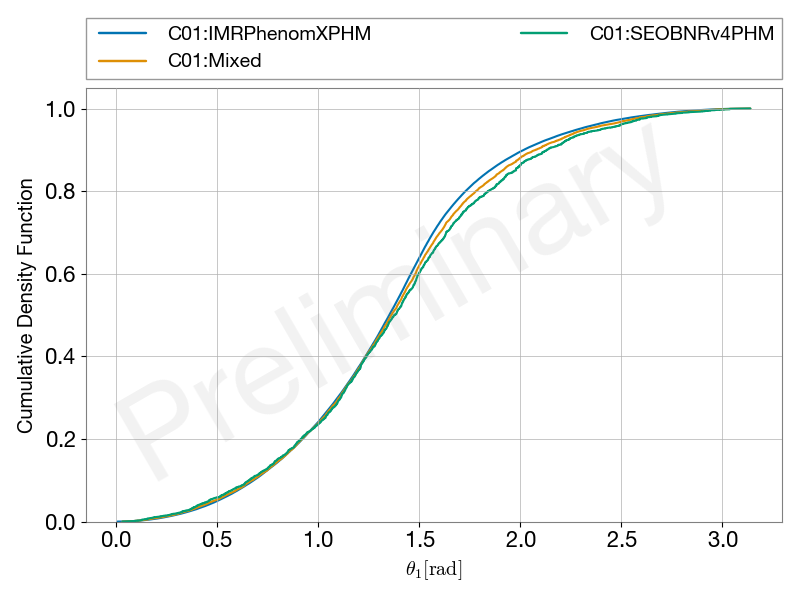 C01:IMRPhenomXPHM
C01:Mixed
C01:SEOBNRv4PHM
1.0
0.8
0.6
0.4
0.2
0.0
Cumulative Density Function
Preliminary
0.0 0.5 1.0 1.5 2.0 2.5 3.0
θ₁[rad]